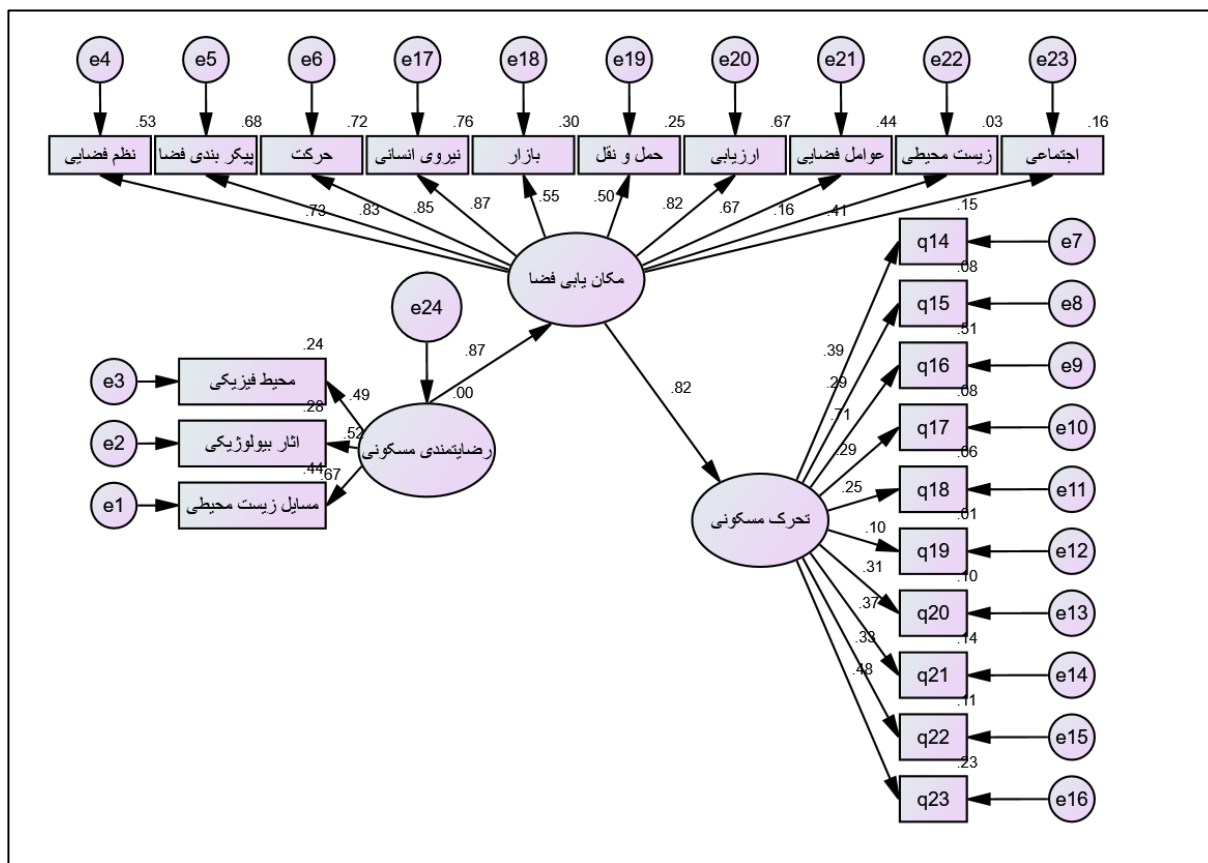 e4
e5
e6
e17
e18
e19
e20
e21
e22
e23
.53
.68
.72
.76
.30
.25
.67
.44
.03
.16
نظم فضایی
پیکر بندی فضا
حرگت
نیروی انسانی
بازار
حمل و نقل
ارزیابی
عوامل فضایی
زیست محیطی
اجتماعی
.73
.83
.85
.87
.55
.50
.82
.67
.16
.41
مکان یابی فضا
e24
.87
.00
.82
رضایتمندی مسکونی
.24
e3
محیط فیزیکی
.49
.28
e2
اثار بیولوژیکی
.52
.44
e1
مسایل زیست محیطی
.67
تحرک مسکونی
.15
q14
e7
.39
.08
q15
e8
.29
.51
q16
e9
.71
.08
q17
e10
.29
.06
q18
e11
.25
.01
q19
e12
.10
.10
q20
e13
.31
.14
q21
e14
.37
.11
q22
e15
.33
.23
q23
e16
.48